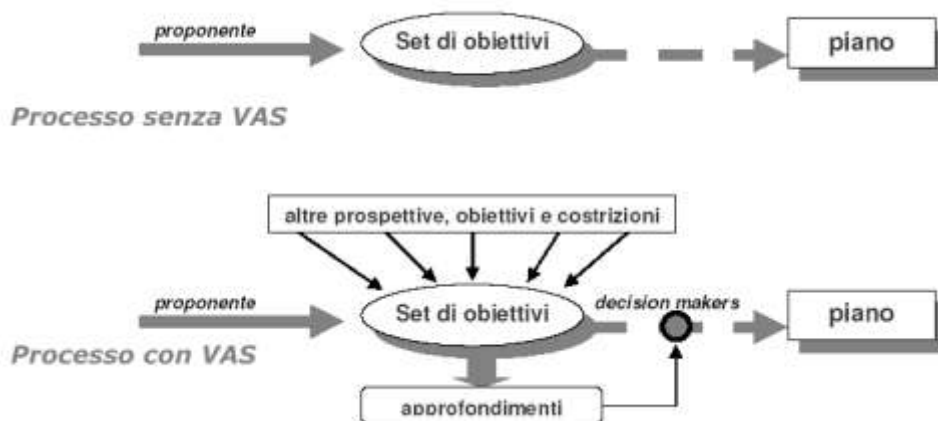 proponente
Set di obiettivi
piano
Processo senza VAS
altre prospettive, obiettivi e costrizioni
proponente
Set di obiettivi
decision makers
piano
Processo con VAS
approfondimenti